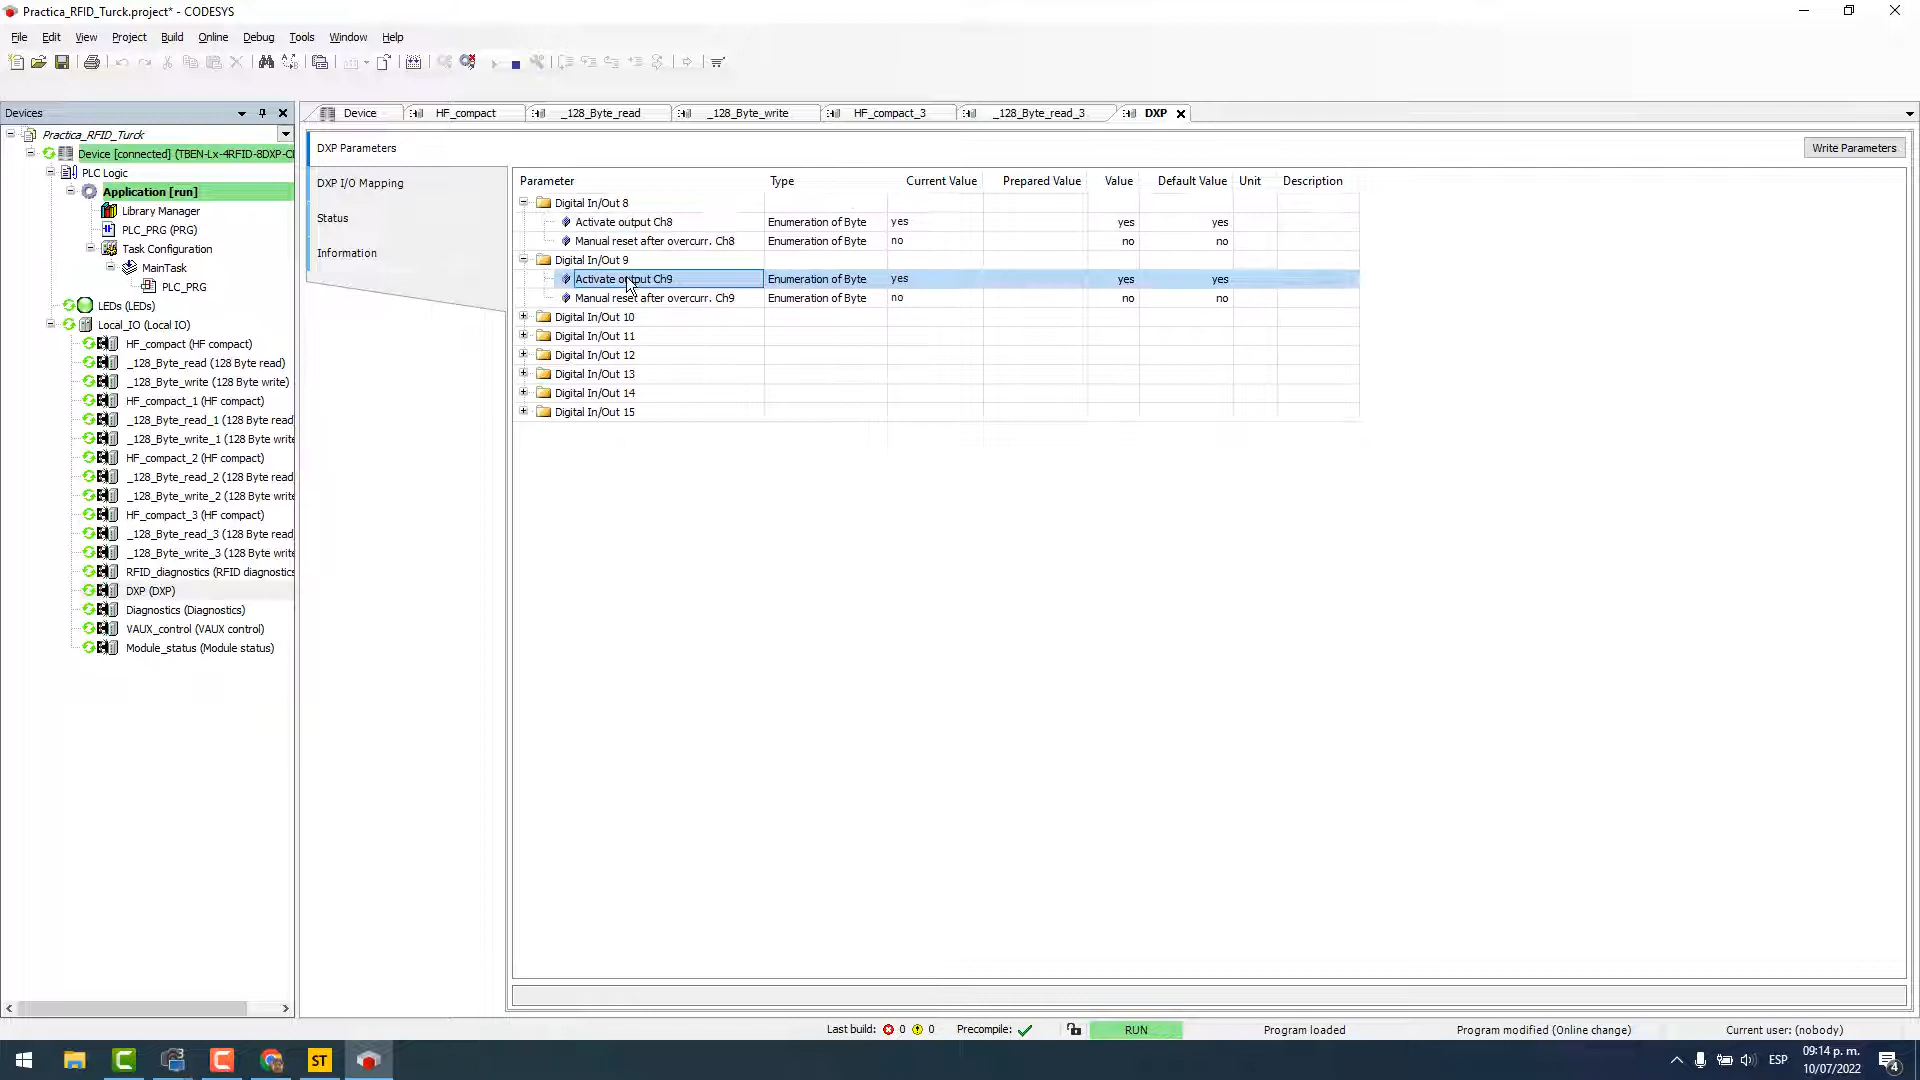 Practica_RFID_Turck.project* - CODESYS
File Edit View Project Build Online Debug Tools Window Help
Devices
Device HF_compact _128_Byte_read _128_Byte_write HF_compact_3 _128_Byte_read_3 DXP
Practica_RFID_Turck
Device [connected] (TBEN-Lx-4RFID-8DXP-C
PLC Logic
Application [run]
Library Manager
PLC_PRG (PRG)
Task Configuration
MainTask
PLC_PRG
LEDs (LEDs)
Local_IO (Local IO)
HF_compact (HF compact)
_128_Byte_read (128 Byte read)
_128_Byte_write (128 Byte write)
HF_compact_1 (HF compact)
_128_Byte_read_1 (128 Byte read
_128_Byte_write_1 (128 Byte write
HF_compact_2 (HF compact)
_128_Byte_read_2 (128 Byte read
_128_Byte_write_2 (128 Byte write
HF_compact_3 (HF compact)
_128_Byte_read_3 (128 Byte read
_128_Byte_write_3 (128 Byte write
RFID_diagnostics (RFID diagnostics
DXP (DXP)
Diagnostics (Diagnostics)
VAUX_control (VAUX control)
Module_status (Module status)
DXP Parameters
DXP I/O Mapping
Status
Information
Write Parameters
Parameter Type Current Value Prepared Value Value Default Value Unit Description
Digital In/Out 8
Activate output Ch8 Enumeration of Byte yes yes yes
Manual reset after overcurr. Ch8 Enumeration of Byte no no no
Digital In/Out 9
Activate output Ch9 Enumeration of Byte yes yes yes
Manual reset after overcurr. Ch9 Enumeration of Byte no no no
Digital In/Out 10
Digital In/Out 11
Digital In/Out 12
Digital In/Out 13
Digital In/Out 14
Digital In/Out 15
Last build: 0 0 Precompile: RUN Program loaded Program modified (Online change) Current user: (nobody)
ST
ESP
09:14 p. m.
10/07/2022
4